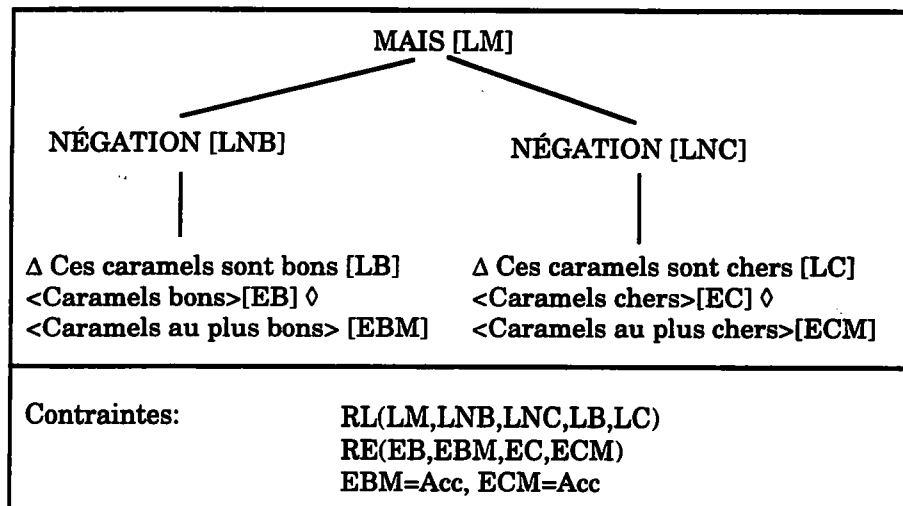 MAIS [LM]
NÉGATION [LNB]
NÉGATION [LNC]
Δ Ces caramels sont bons [LB]
<Caramels bons>[EB] ◊
<Caramels au plus bons> [EBM]
Δ Ces caramels sont chers [LC]
<Caramels chers>[EC] ◊
<Caramels au plus chers>[ECM]
Contraintes:
RL(LM,LNB,LNC,LB,LC)
RE(EB,EBM,EC,ECM)
EBM=Acc, ECM=Acc